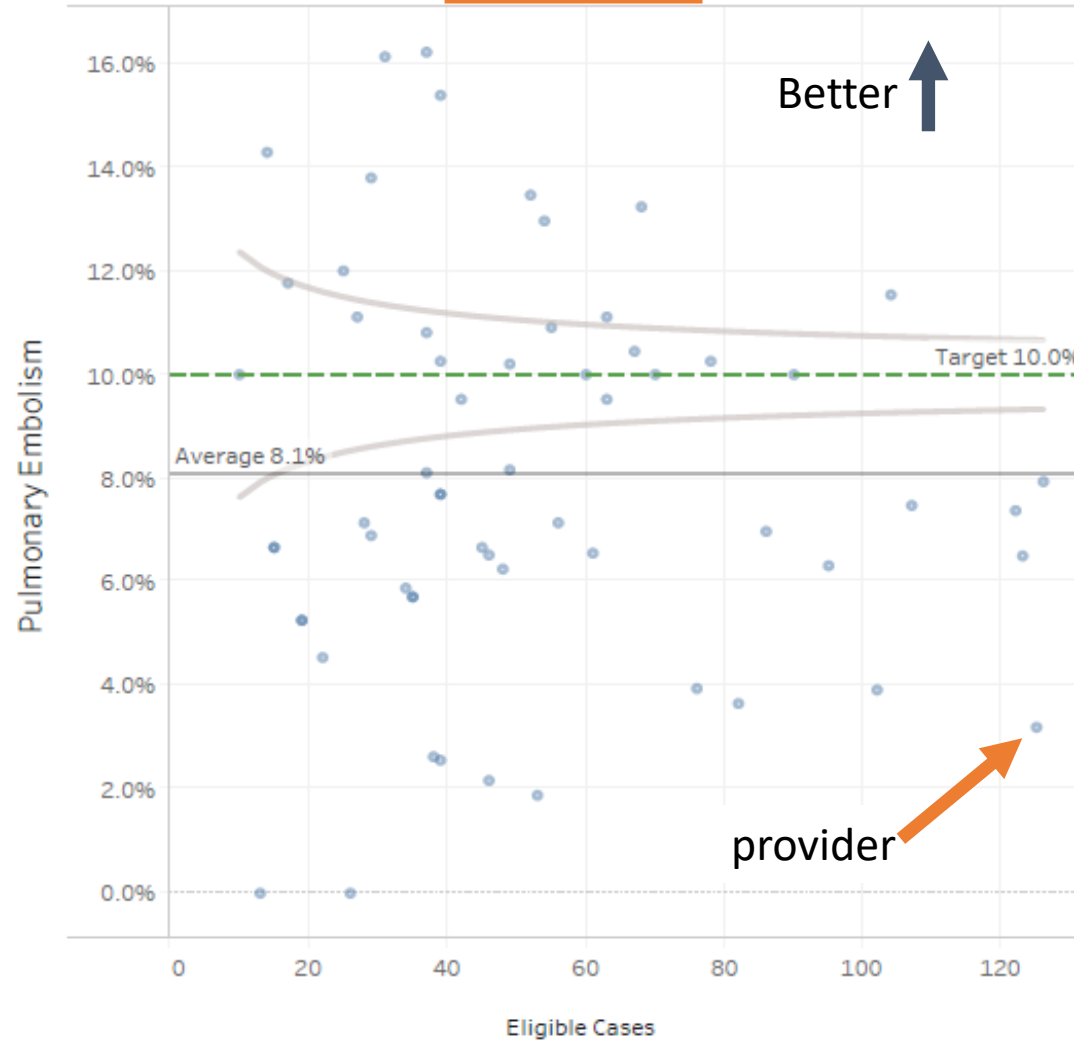 16.0%
Better
14.0%
12.0%
Target 10.0%
10.0%
Average 8.1%
8.0%
6.0%
4.0%
2.0%
provider
0.0%
Pulmonary Embolism
0
20
40
60
80
100
120
Eligible Cases